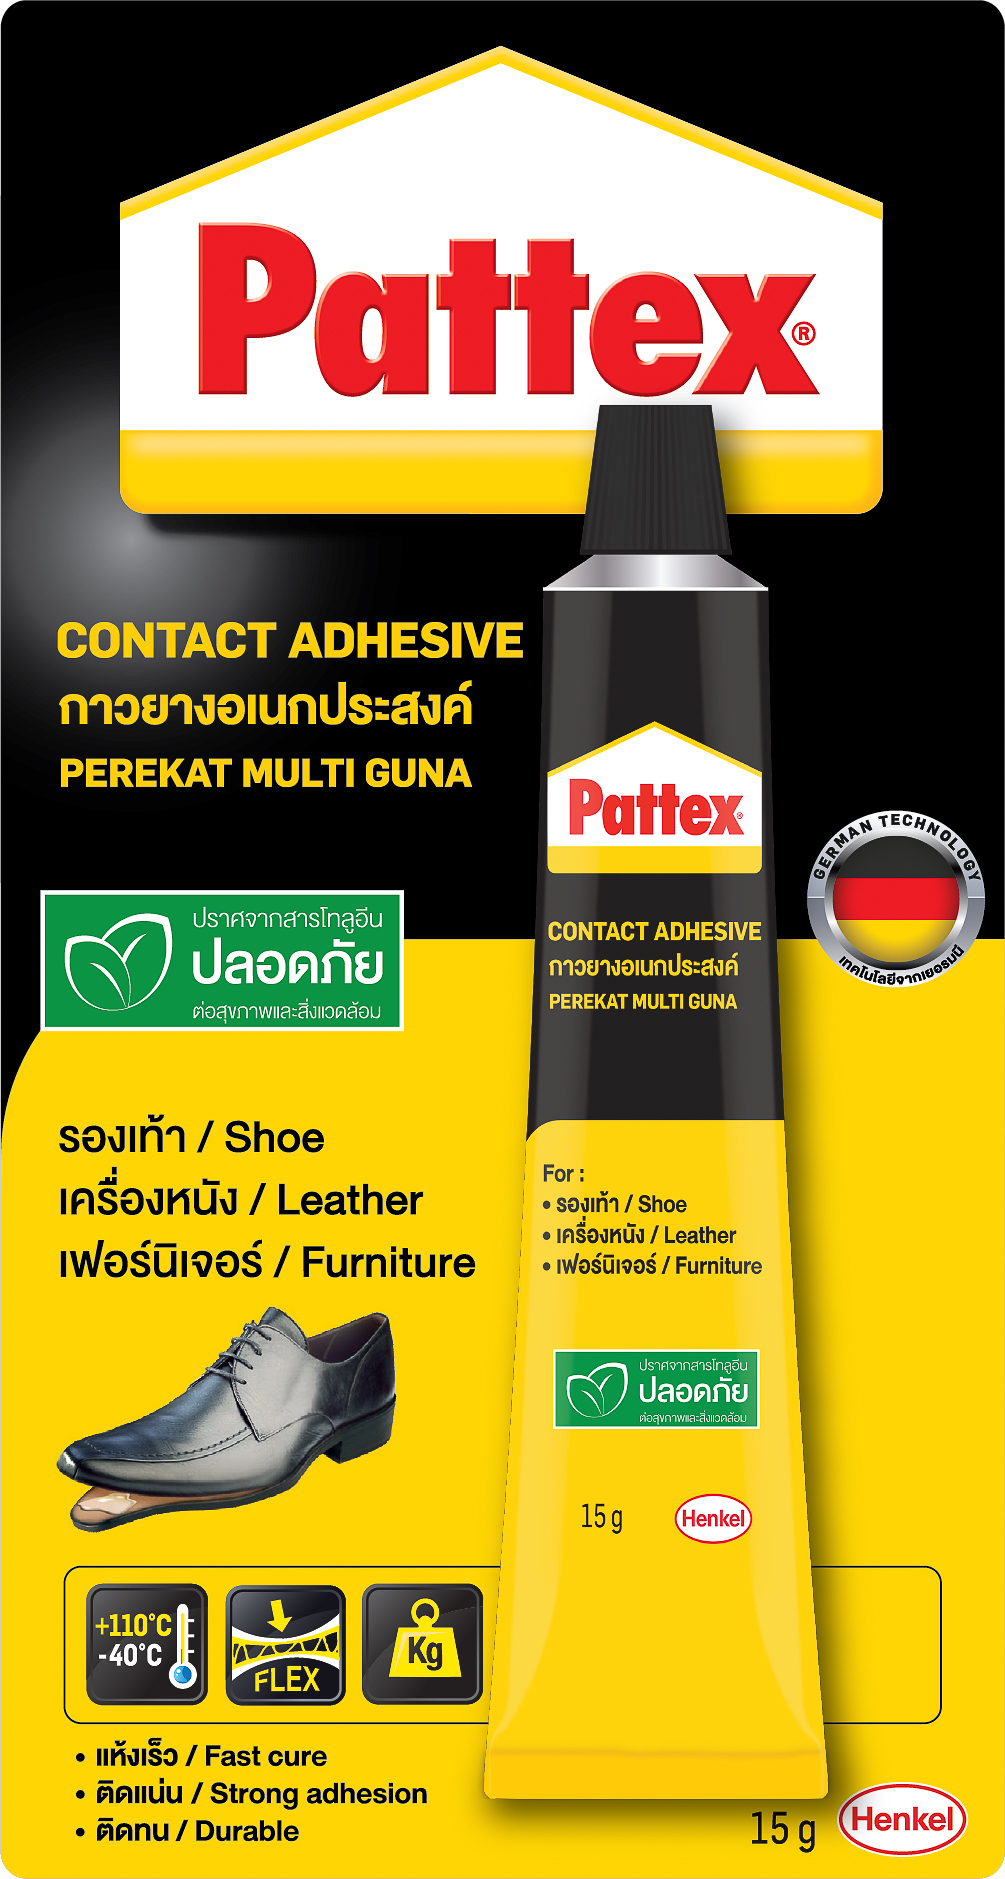 Pattex®
CONTACT ADHESIVE
กาวยางอเนกประสงค์
PEREKAT MULTI GUNA
Pattex®
CONTACT ADHESIVE
กาวยางอเนกประสงค์
PEREKAT MULTI GUNA
GERMAN TECHNOLOGY
เทคโนโลยีจากเยอรมนี
ปราศจากสารโทลูอีน
ปลอดภัย
ต่อสุขภาพและสิ่งแวดล้อม
รองเท้า / Shoe
เครื่องหนัง / Leather
เฟอร์นิเจอร์ / Furniture
For :
• รองเท้า / Shoe
• เครื่องหนัง / Leather
• เฟอร์นิเจอร์ / Furniture
ปราศจากสารโทลูอีน
ปลอดภัย
ต่อสุขภาพและสิ่งแวดล้อม
15 g
Henkel
+110°C
-40°C
FLEX
Kg
• แห้งเร็ว / Fast cure
• ติดแน่น / Strong adhesion
• ติดทน / Durable
15 g
Henkel